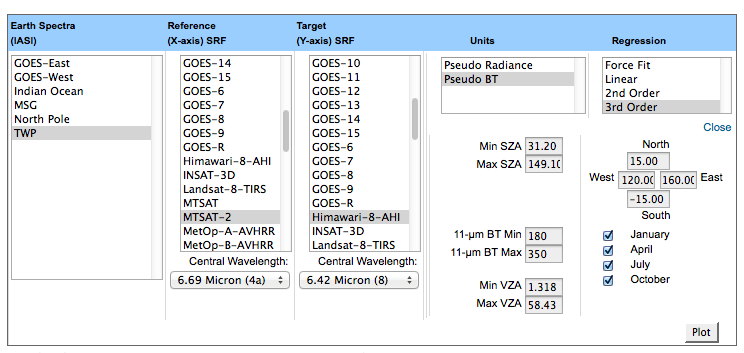 Earth Spectra
(IASI)
Reference
(X-axis) SRF
Target
(Y-axis) SRF
Units
Regression
GOES-East
GOES-West
Indian Ocean
MSG
North Pole
TWP
GOES-14
GOES-15
GOES-6
GOES-7
GOES-8
GOES-9
GOES-R
Himawari-8-AHI
INSAT-3D
Landsat-8-TIRS
MTSAT
MTSAT-2
MetOp-A-AVHRR
MetOp-B-AVHRR
Central Wavelength:
6.69 Micron (4a)
GOES-10
GOES-11
GOES-12
GOES-13
GOES-14
GOES-15
GOES-6
GOES-7
GOES-8
GOES-9
GOES-R
Himawari-8-AHI
INSAT-3D
Landsat-8-TIRS
Central Wavelength:
6.42 Micron (8)
Pseudo Radiance
Pseudo BT
Force Fit
Linear
2nd Order
3rd Order
Close
Min SZA 31.20
Max SZA 149.10
11-μm BT Min 180
11-μm BT Max 350
Min VZA 1.318
Max VZA 58.43
North
15.00
West 120.00 160.00 East
-15.00
South
January
April
July
October
Plot